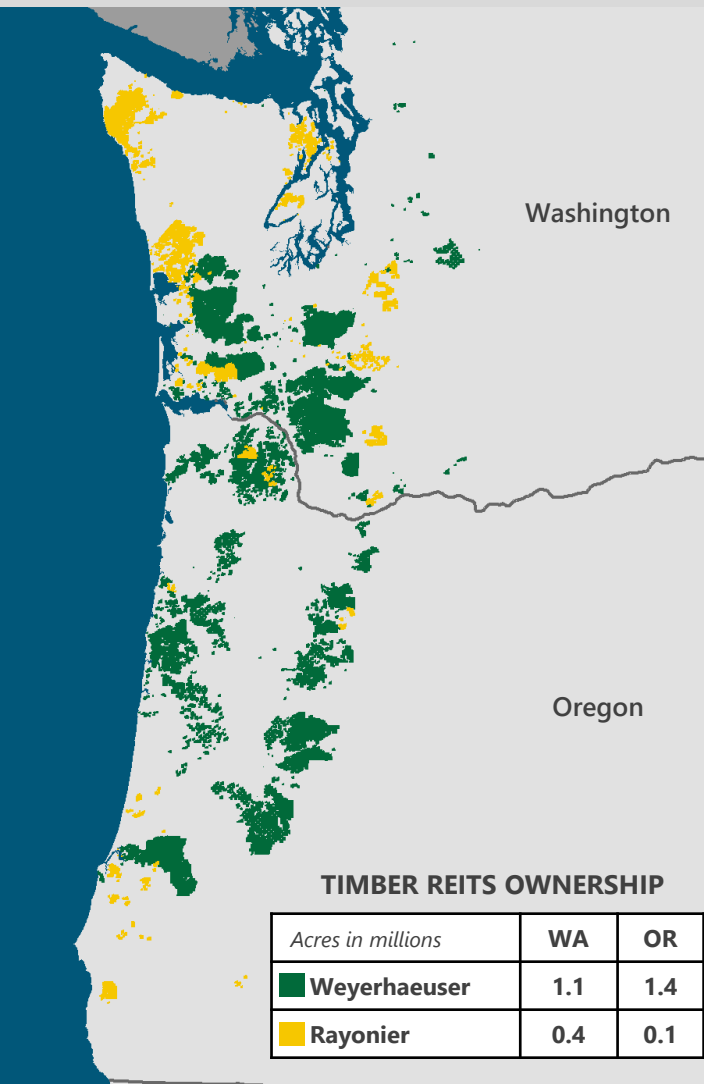 Washington
Oregon
TIMBER REITS OWNERSHIP
Acres in millions WA OR
Weyerhaeuser 1.1 1.4
Rayonier 0.4 0.1